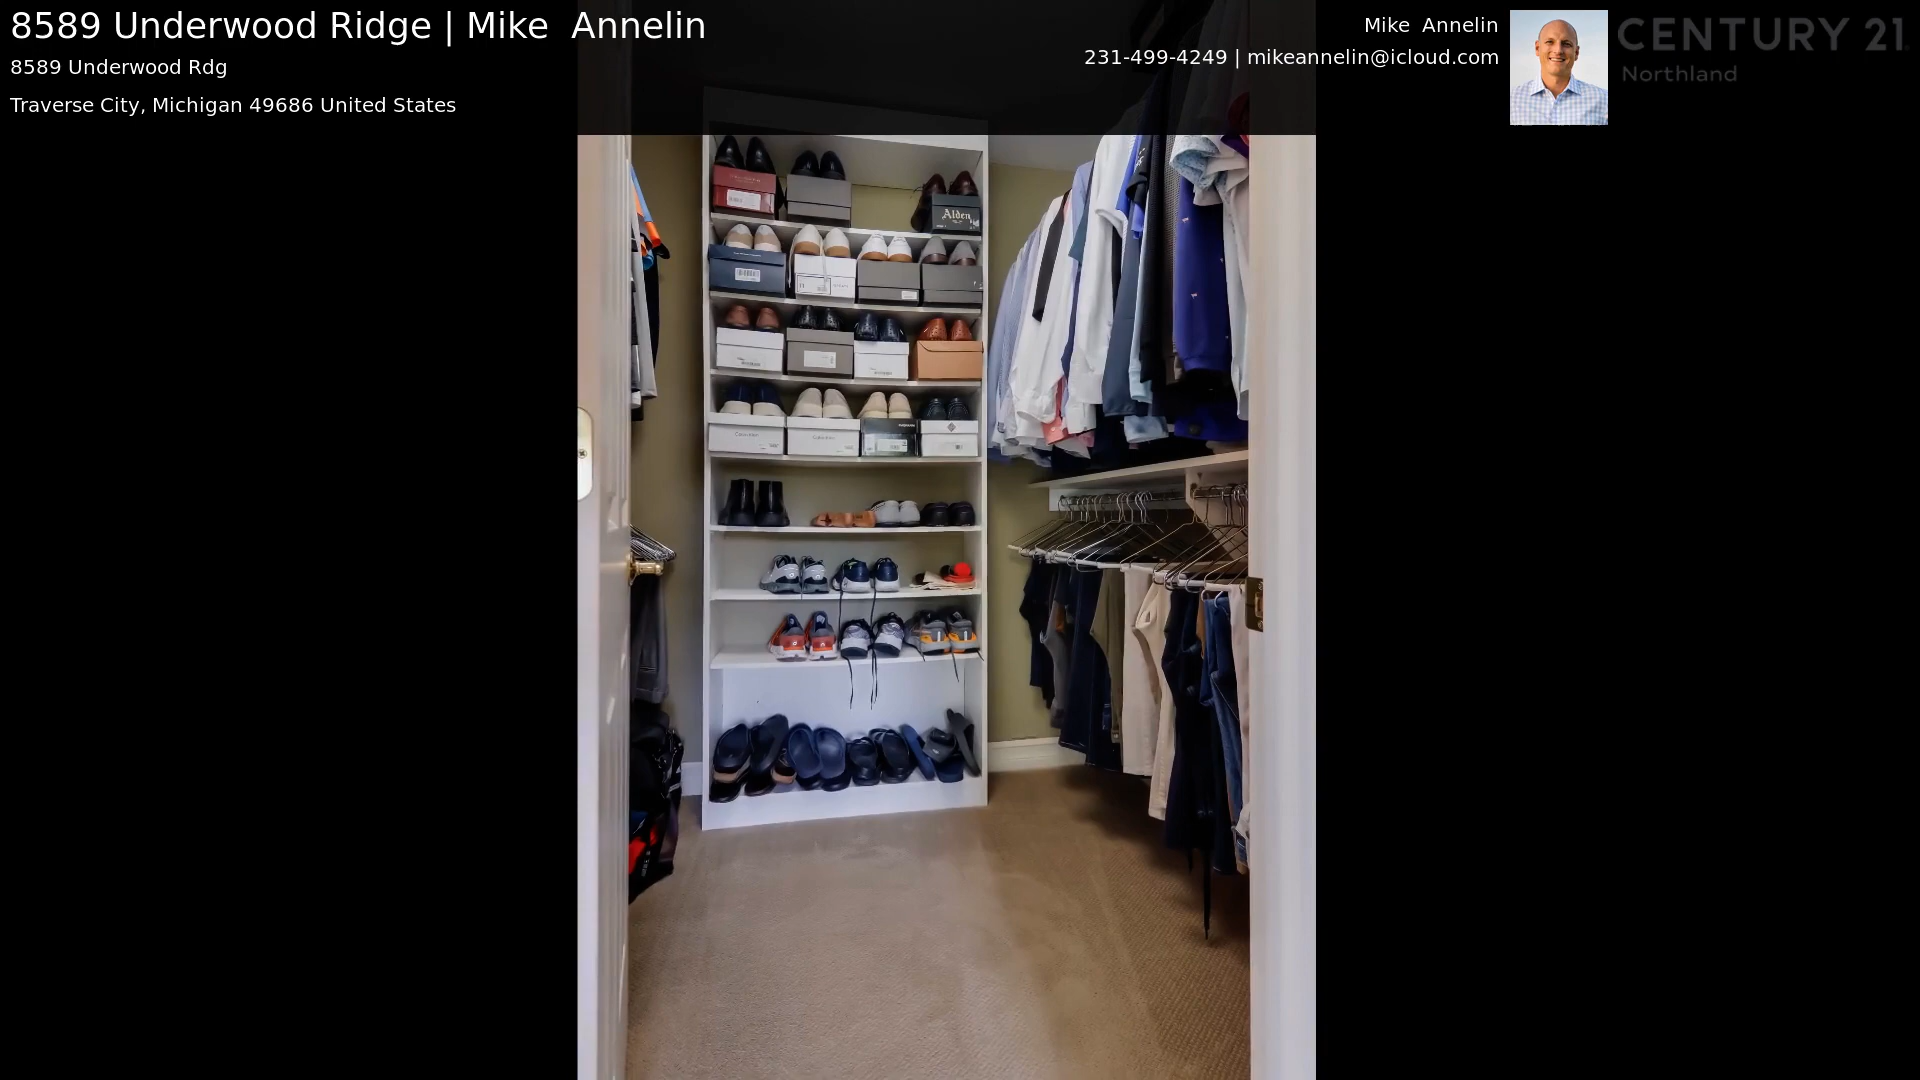 8589 Underwood Ridge | Mike  Annelin
8589 Underwood Rdg
Traverse City, Michigan 49686 United States
Mike  Annelin
231-499-4249 | mikeannelin@icloud.com
CENTURY 21
Northland
Alden